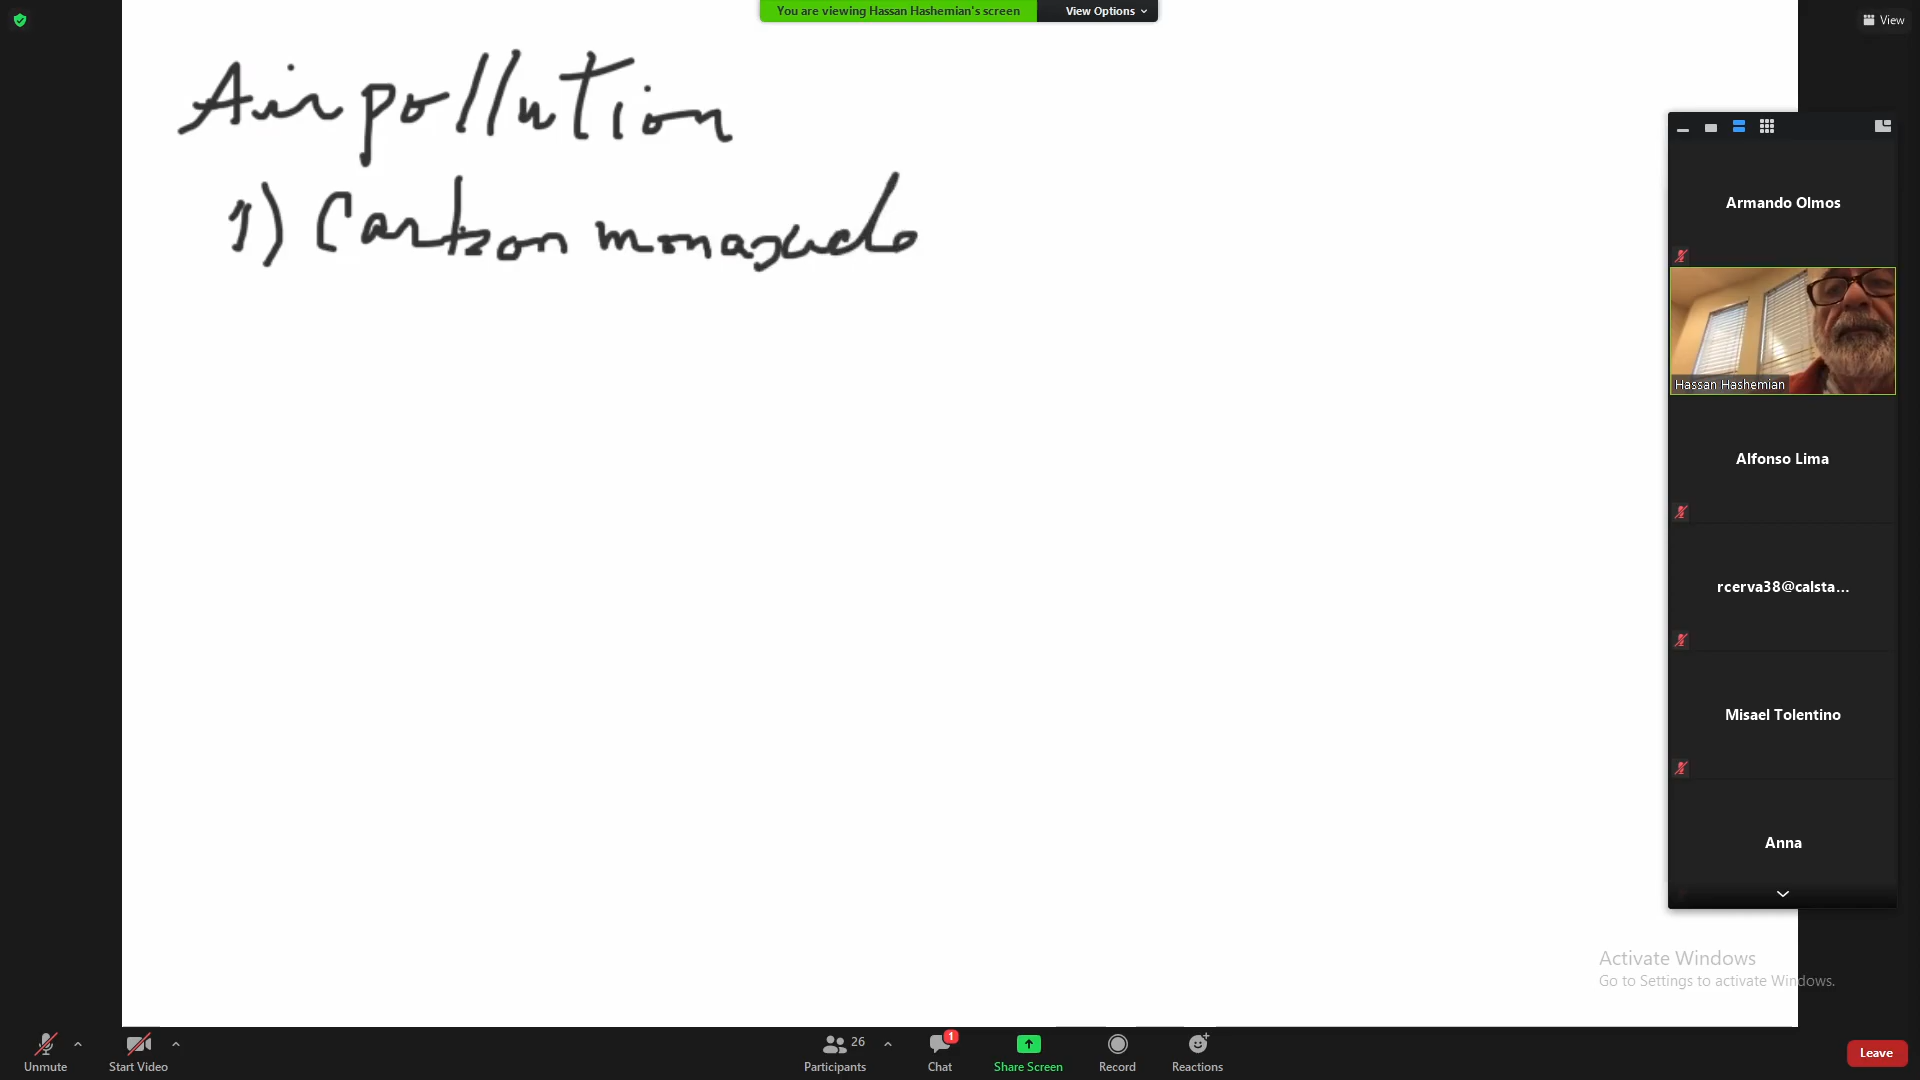 You are viewing Hassan Hashemian's screen
View Options
View
Air pollution
1) Carbon monoxide
Armando Olmos
Hassan Hashemian
Alfonso Lima
rcerva38@calsta...
Misael Tolentino
Anna
Activate Windows
Go to Settings to activate Windows.
Unmute
Start Video
26
Participants
1
Chat
Share Screen
Record
Reactions
Leave